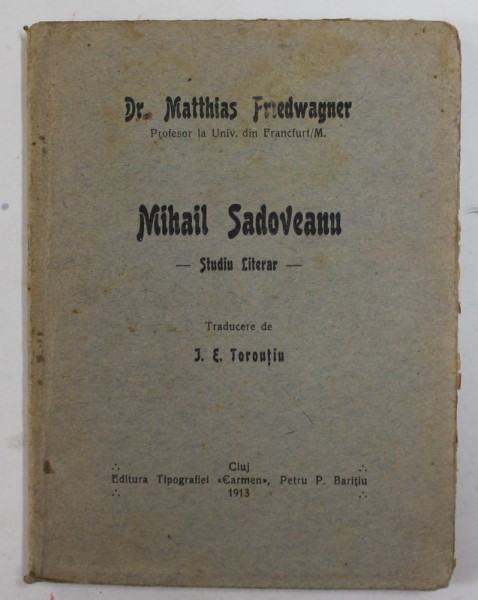 Dr. Matthias Friedwagner
Profesor la Univ. din Francfurt/M.
Mihail Sadoveanu
— Studiu Literar —
Traducere de
I. E. Torouțiu
Cluj
Editura Tipografiei «Carmen», Petru P. Barițiu
1913